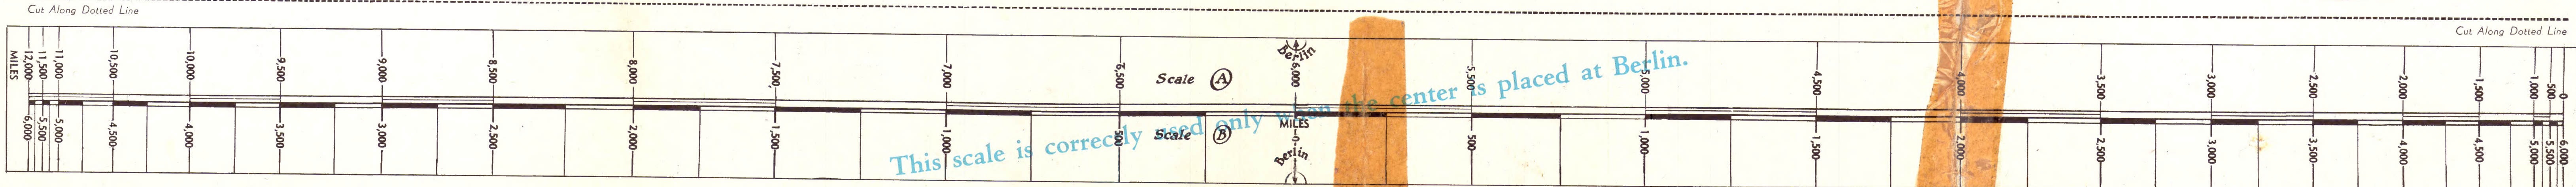 Cut Along Dotted Line
Cut Along Dotted Line
MILES
12,000 11,500 11,000 10,500 10,000 9,500 9,000 8,500 8,000 7,500 7,000 6,500 6,000 5,500 5,000 4,500 4,000 3,500 3,000 2,500 2,000 1,500 1,000 500 0
Berlin
Scale A
This scale is correctly used only when the center is placed at Berlin.
Scale B
MILES
6,000 5,500 5,000 4,500 4,000 3,500 3,000 2,500 2,000 1,500 1,000 500 0 500 1,000 1,500 2,000 2,500 3,000 3,500 4,000 4,500 5,000 5,500 6,000
Berlin